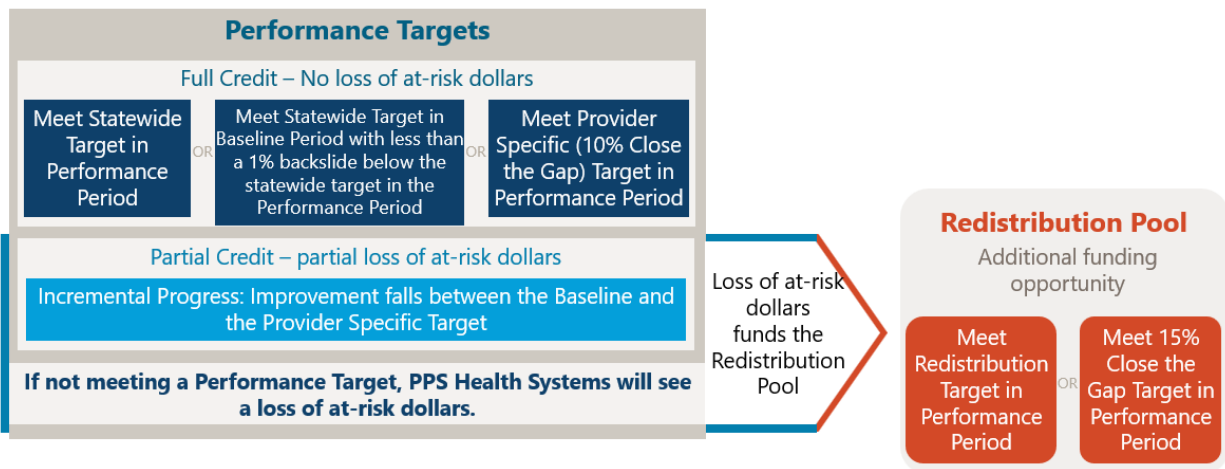 Performance Targets
Full Credit – No loss of at-risk dollars
Meet Statewide
Target in
Performance
Period
OR
Meet Statewide Target in
Baseline Period with less than
a 1% backslide below the
statewide target in the
Performance Period
OR
Meet Provider
Specific (10% Close
the Gap) Target in
Performance Period
Partial Credit – partial loss of at-risk dollars
Incremental Progress: Improvement falls between the Baseline and
the Provider Specific Target
If not meeting a Performance Target, PPS Health Systems will see
a loss of at-risk dollars.
Loss of at-risk
dollars
funds the
Redistribution
Pool
Redistribution Pool
Additional funding
opportunity
Meet
Redistribution
Target in
Performance
Period
OR
Meet 15%
Close the
Gap Target in
Performance
Period